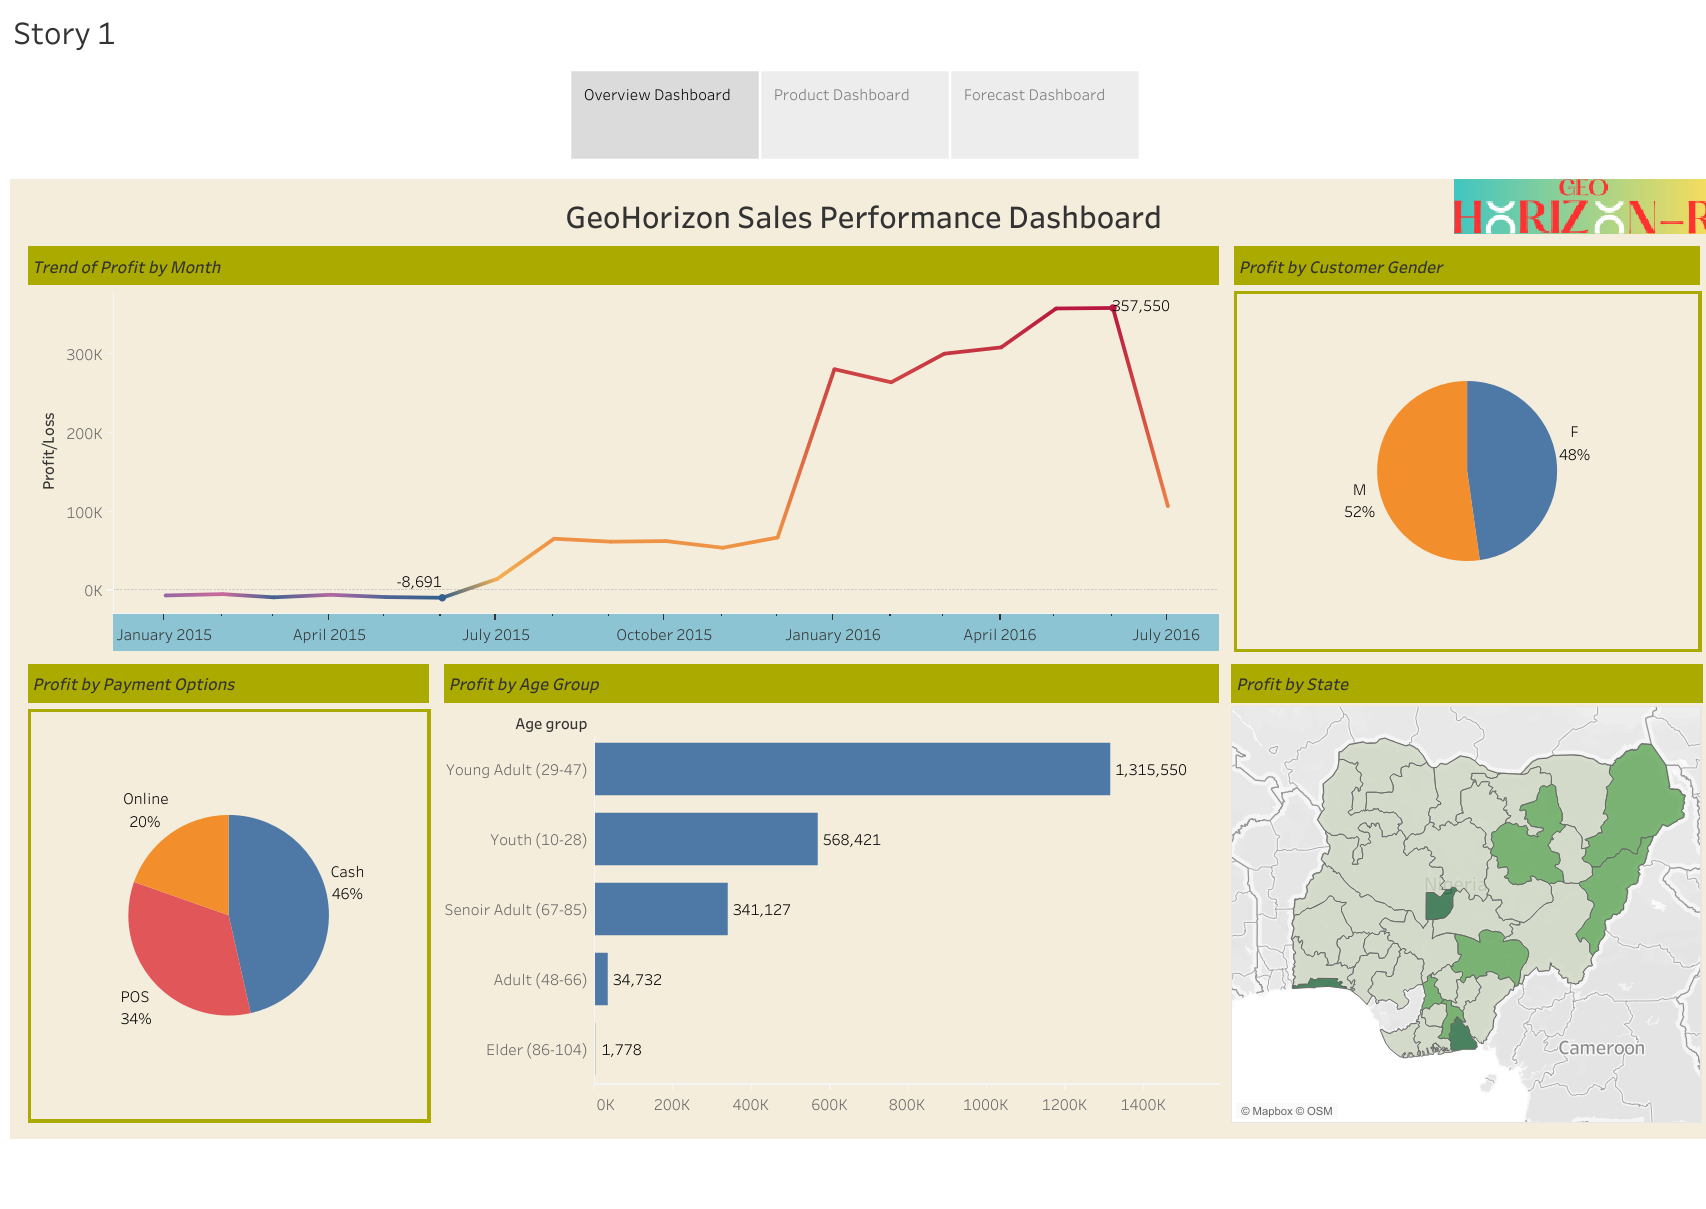 Story 1
Overview Dashboard
Product Dashboard
Forecast Dashboard
GeoHorizon Sales Performance Dashboard
GEO
HORIZON–R
Trend of Profit by Month
Profit/Loss
300K
200K
100K
0K
357,550
-8,691
January 2015
April 2015
July 2015
October 2015
January 2016
April 2016
July 2016
Profit by Customer Gender
F
48%
M
52%
Profit by Payment Options
Online
20%
Cash
46%
POS
34%
Profit by Age Group
Age group
Young Adult (29-47)
1,315,550
Youth (10-28)
568,421
Senoir Adult (67-85)
341,127
Adult (48-66)
34,732
Elder (86-104)
1,778
0K
200K
400K
600K
800K
1000K
1200K
1400K
Profit by State
Nigeria
Cameroon
© Mapbox © OSM